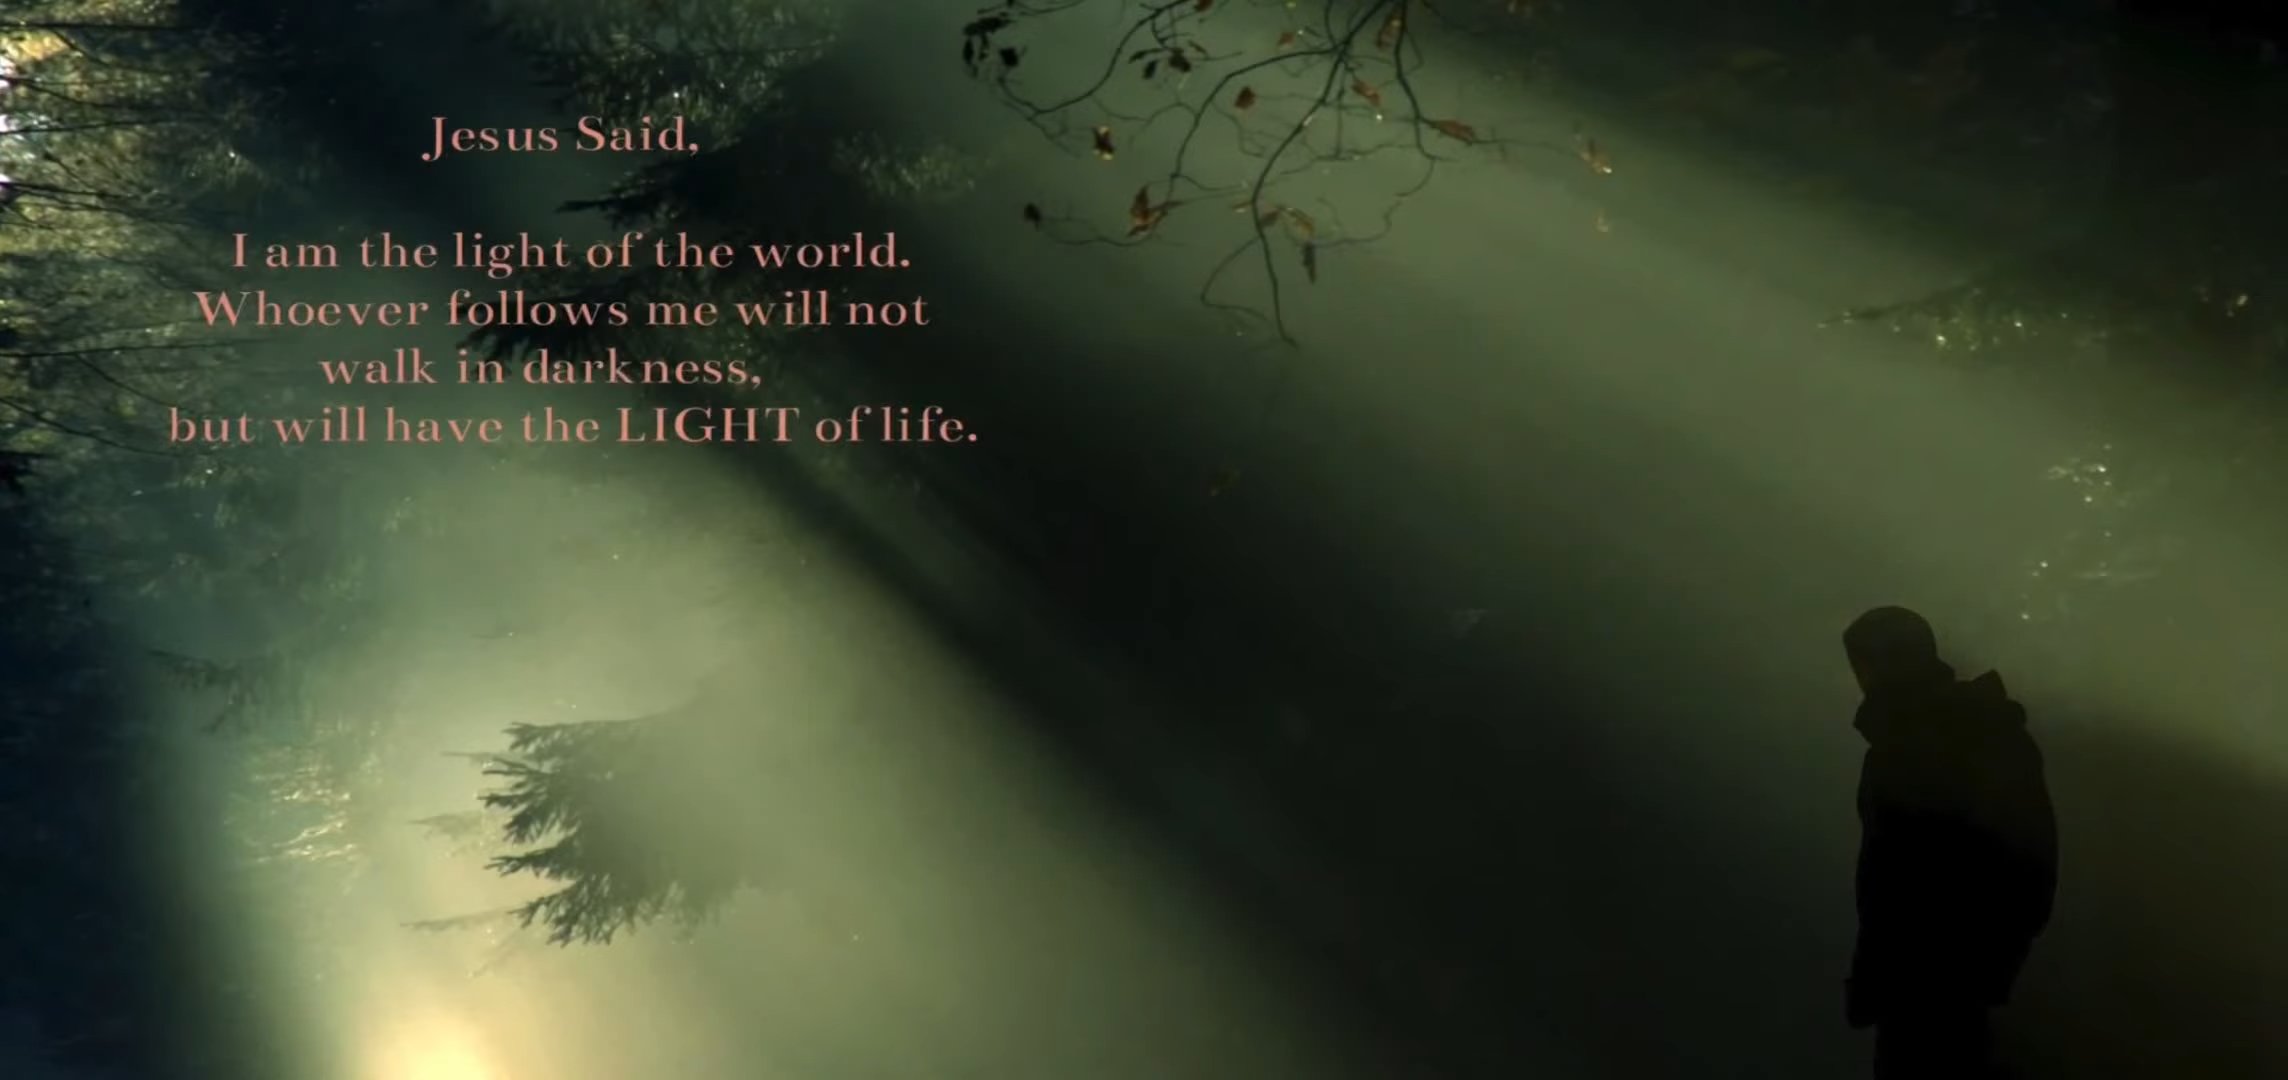 Jesus Said,
I am the light of the world.
Whoever follows me will not
walk in darkness,
but will have the LIGHT of life.